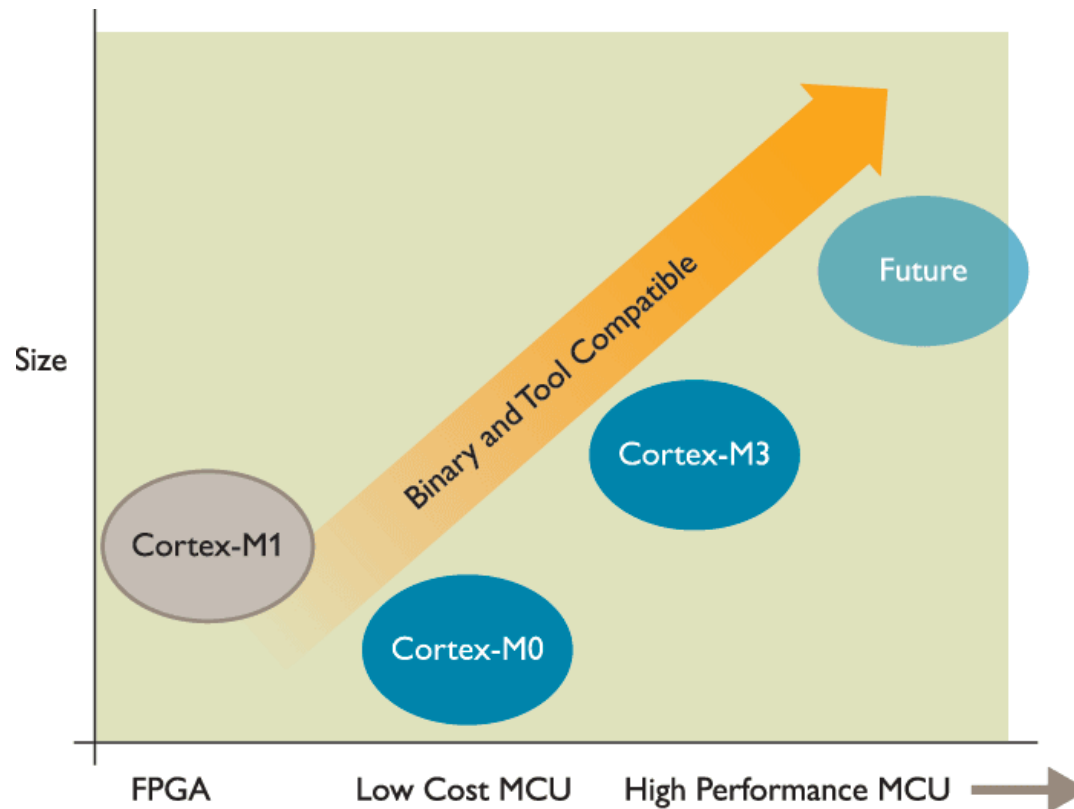 Future
Binary and Tool Compatible
Size
Cortex-M3
Cortex-M1
Cortex-M0
FPGA
Low Cost MCU
High Performance MCU